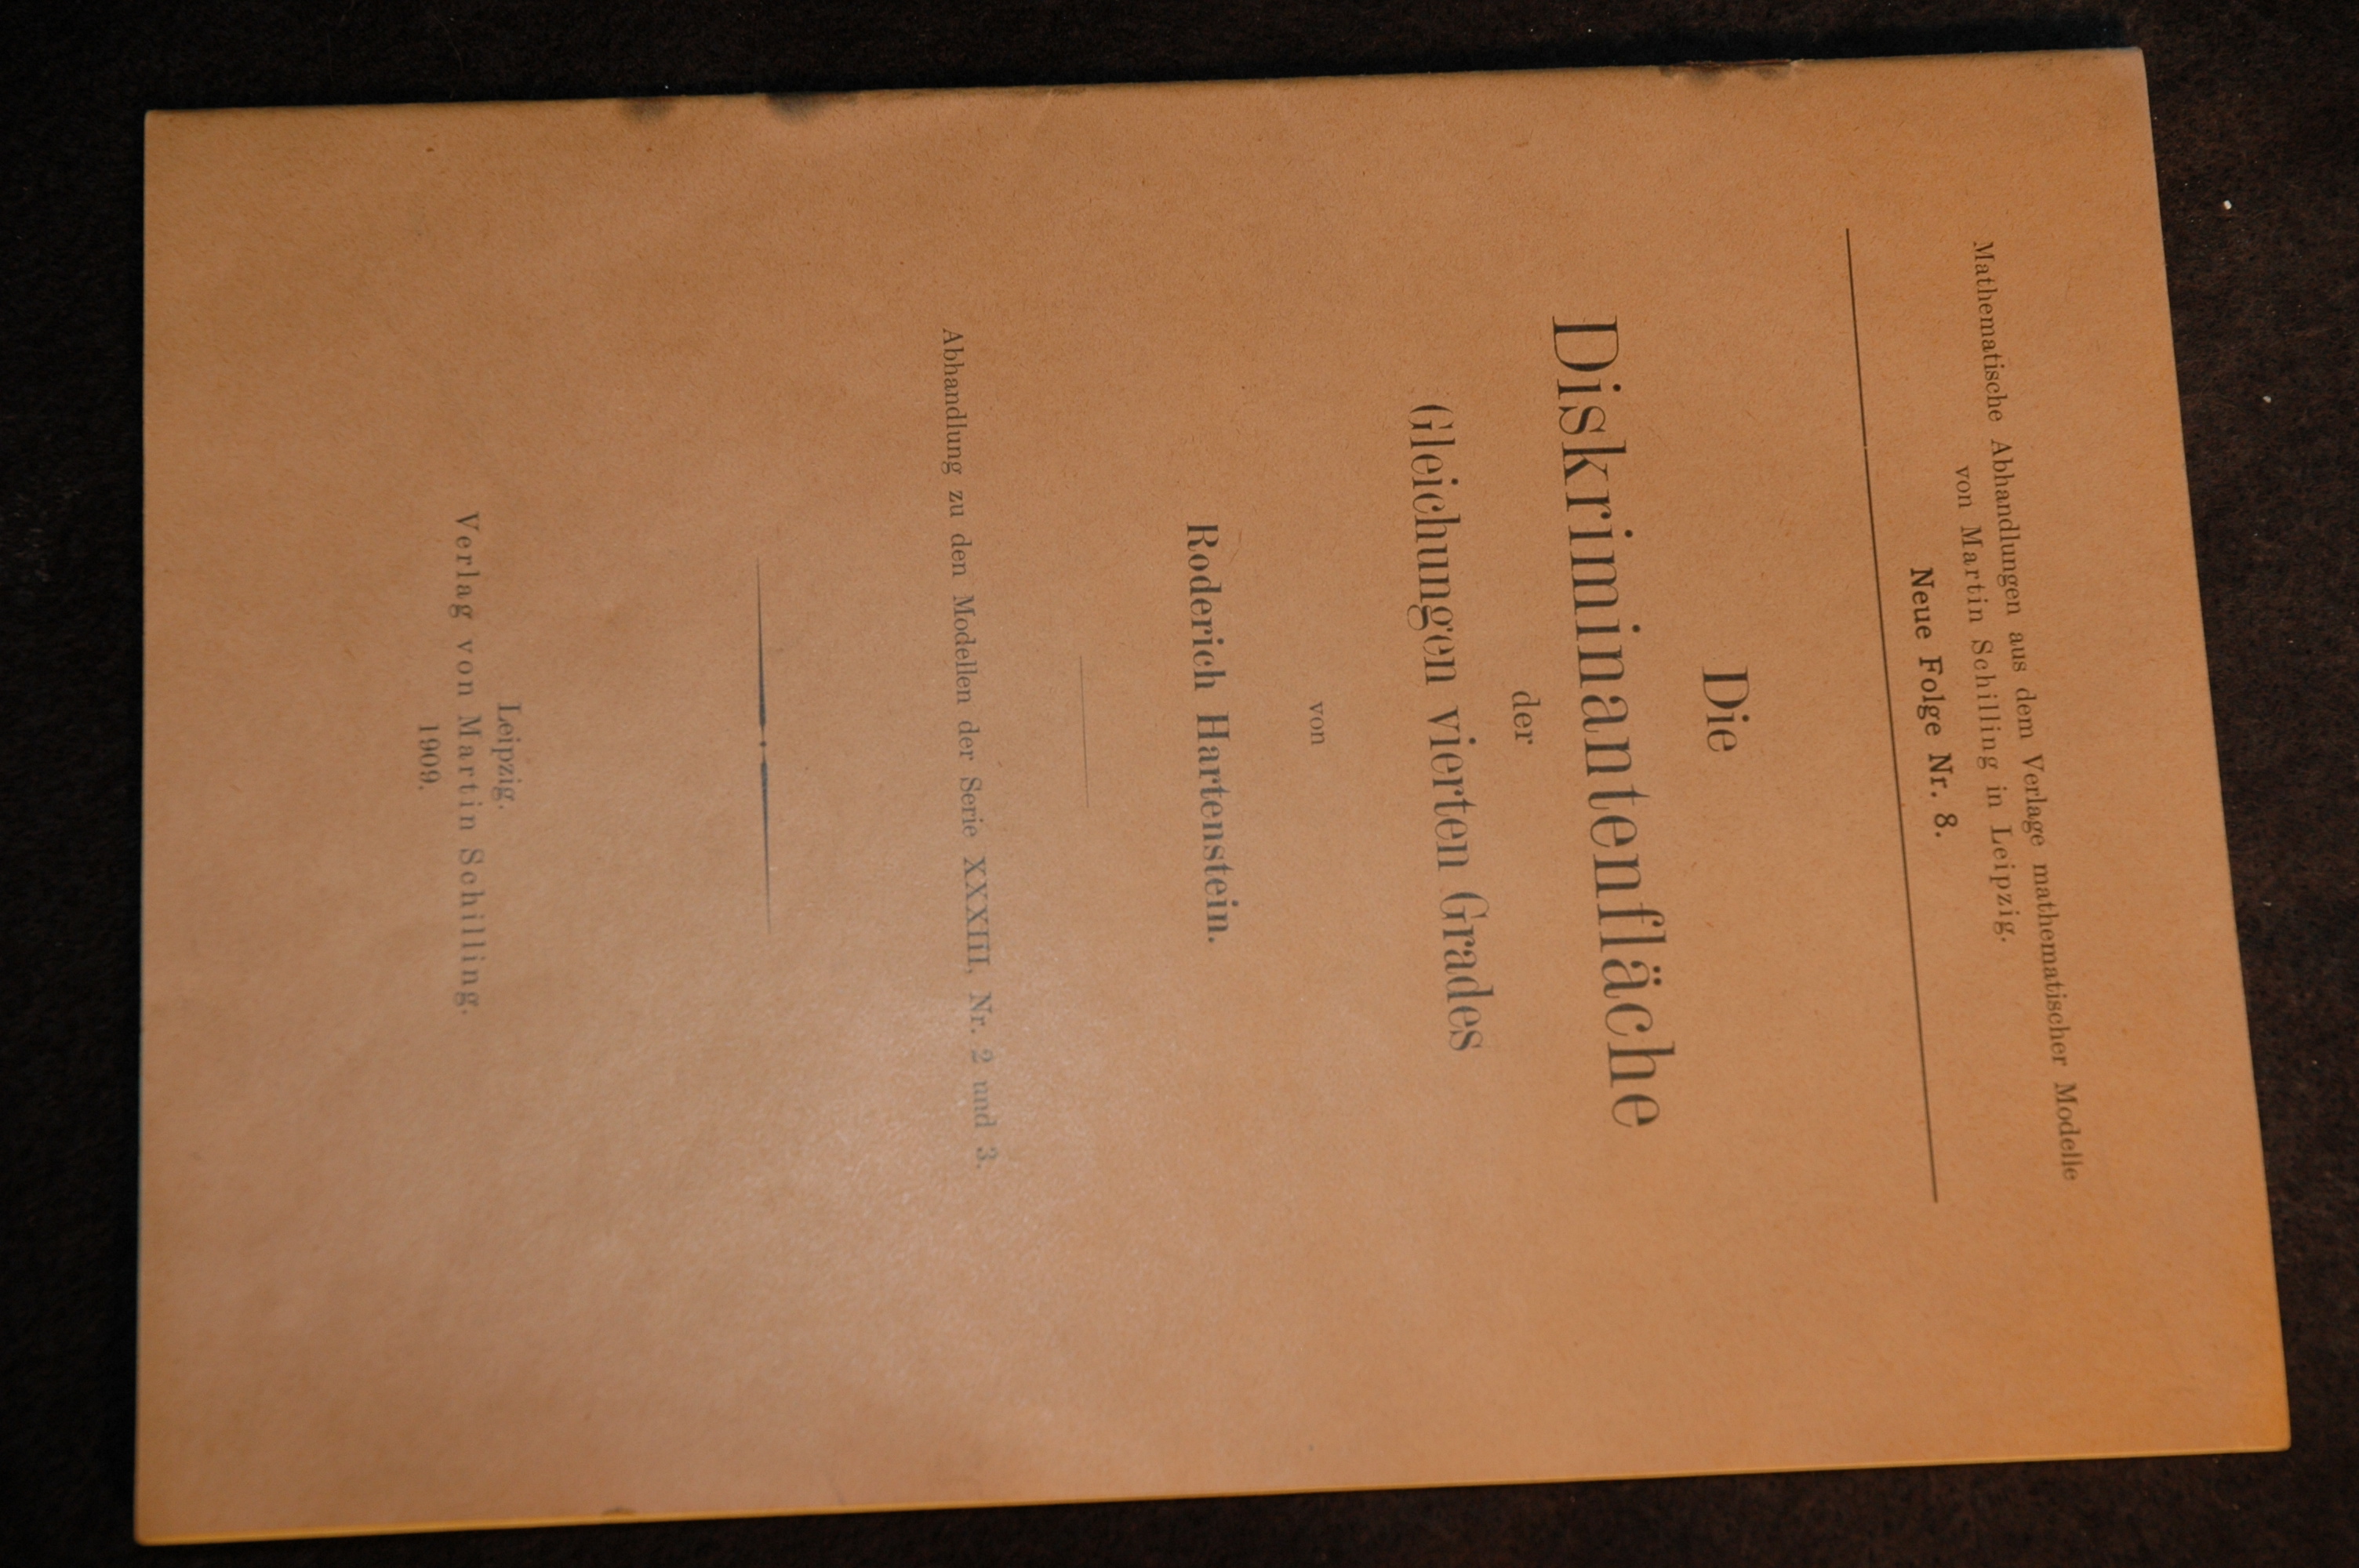 Mathematische Abhandlungen aus dem Verlage mathematischer Modelle
von Martin Schilling in Leipzig.
Neue Folge Nr. 8.
Die
Diskriminantenfläche
der
Gleichungen vierten Grades
von
Roderich Hartenstein.
Abhandlung zu den Modellen der Serie XXXIII, Nr. 2 und 3.
Leipzig.
Verlag von Martin Schilling.
1909.